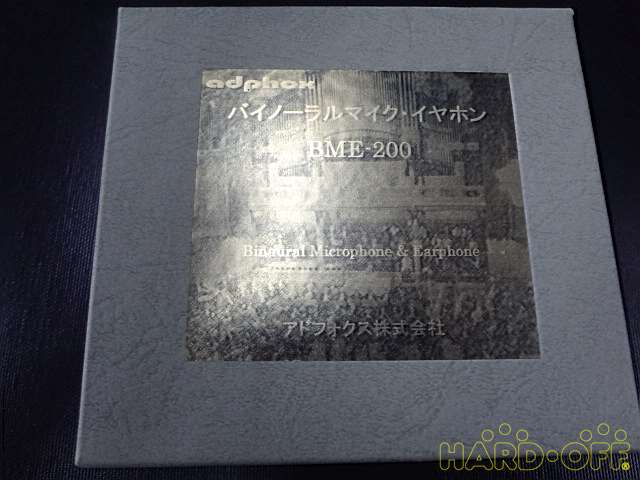 adphox
バイノーラルマイク・イヤホン
BME-200
Binaural Microphone & Earphone
アドフォクス株式会社
HARD-OFF